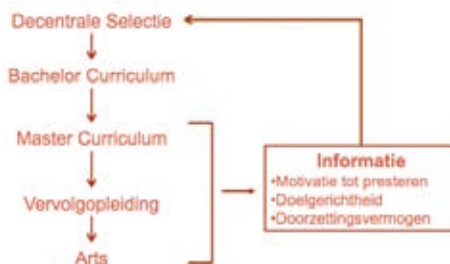 Decentrale Selectie
Bachelor Curriculum
Master Curriculum
Vervolgopleiding
Arts
Informatie
•Motivatie tot presteren
•Doelgerichtheid
•Doorzettingsvermogen